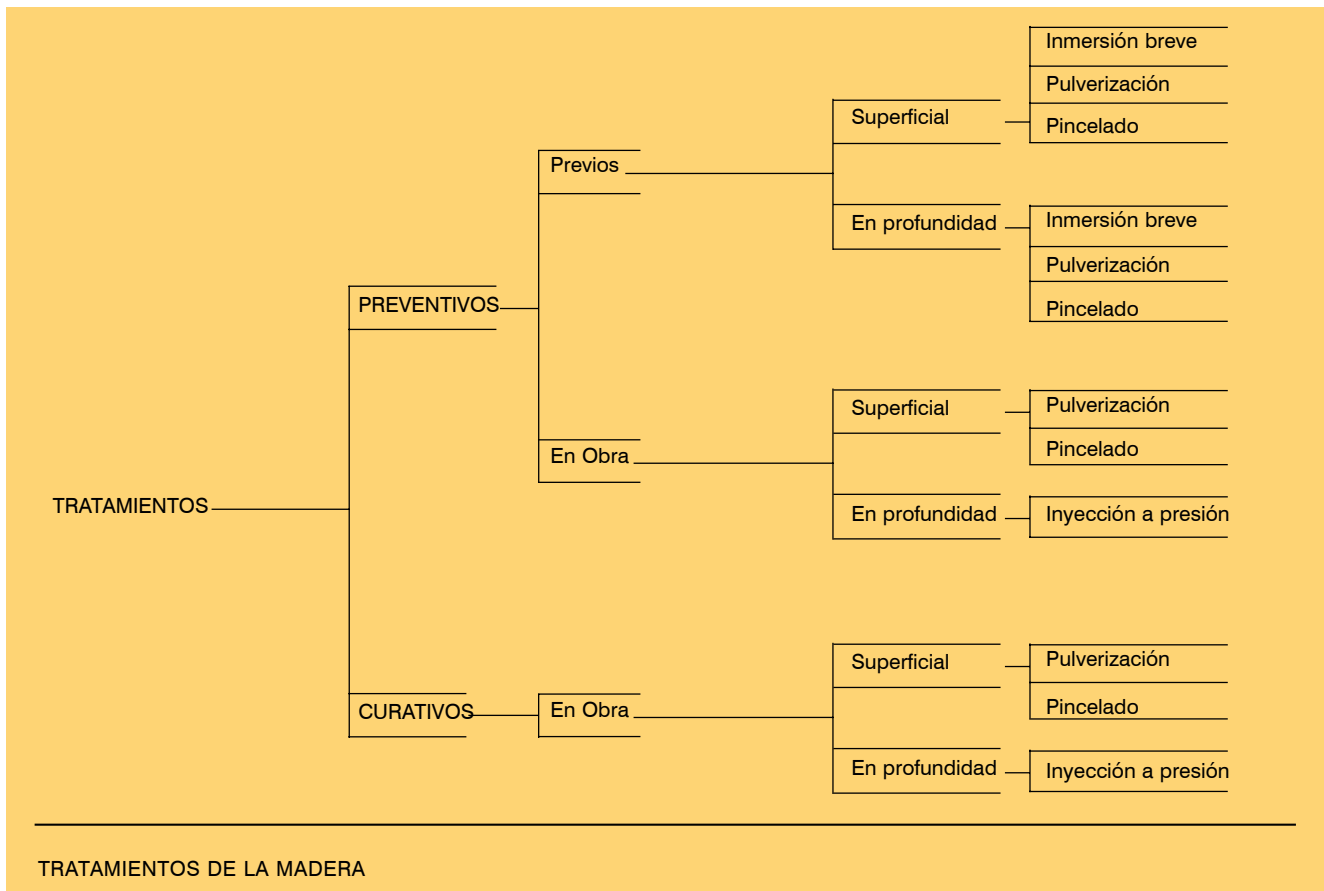 Inmersión breve
Pulverización
Superficial
Pincelado
Previos
En profundidad
Inmersión breve
Pulverización
PREVENTIVOS
Pincelado
Superficial
Pulverización
Pincelado
En Obra
TRATAMIENTOS
En profundidad
Inyección a presión
Superficial
Pulverización
CURATIVOS
En Obra
Pincelado
En profundidad
Inyección a presión
TRATAMIENTOS DE LA MADERA